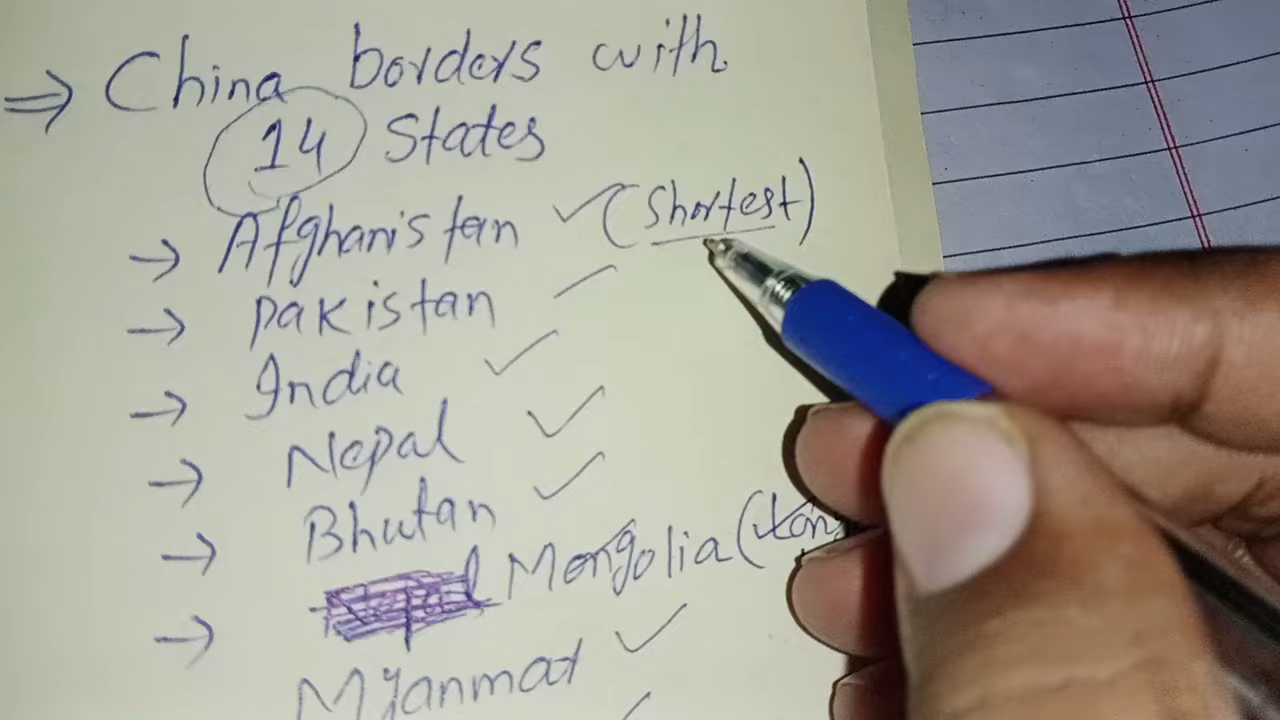 ⇒ China borders with
14 States
→ Afghanistan ✓ (Shortest)
→ Pakistan
→ India ✓
→ Nepal ✓
→ Bhutan ✓
→ Mongolia (
Myanmar ✓